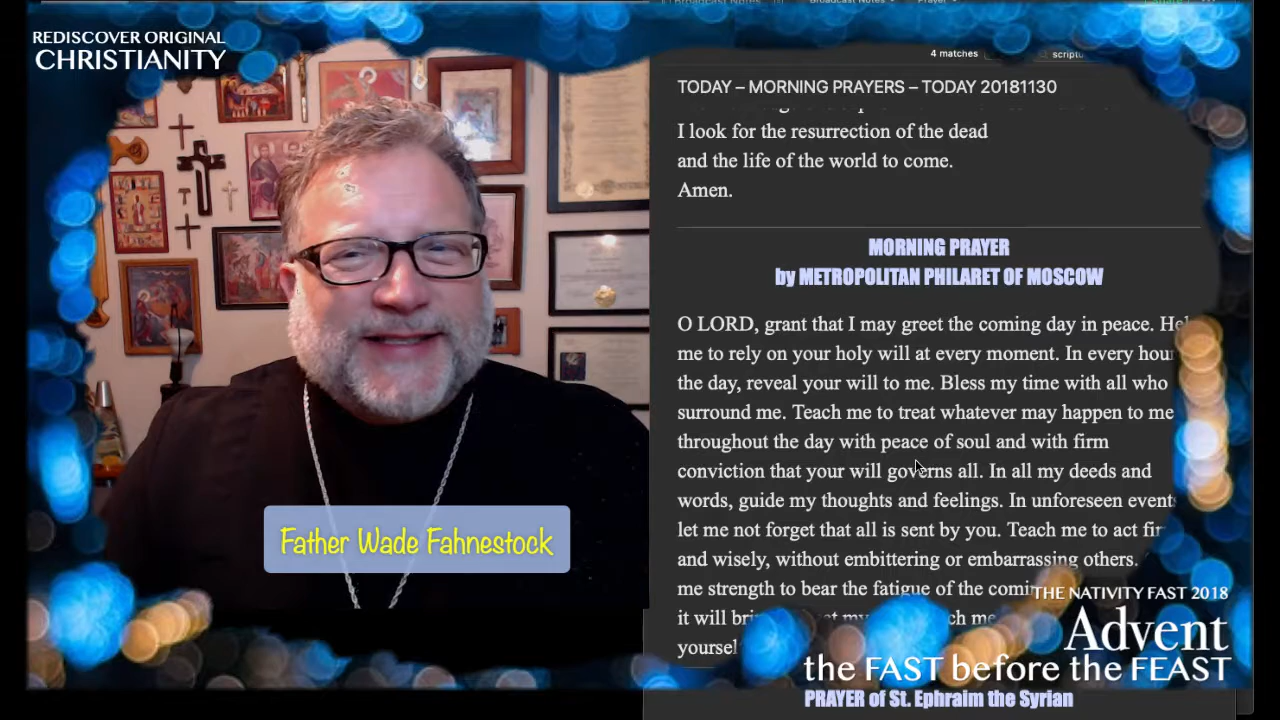 REDISCOVER ORIGINAL
CHRISTIANITY
4 matches
TODAY – MORNING PRAYERS – TODAY 20181130
I look for the resurrection of the dead
and the life of the world to come.
Amen.
MORNING PRAYER
by METROPOLITAN PHILARET OF MOSCOW
O LORD, grant that I may greet the coming day in peace.
me to rely on your holy will at every moment. In every hour
the day, reveal your will to me. Bless my time with all who
surround me. Teach me to treat whatever may happen to me
throughout the day with peace of soul and with firm
conviction that your will governs all. In all my deeds and
words, guide my thoughts and feelings. In unforeseen events
let me not forget that all is sent by you. Teach me to act
and wisely, without embittering or embarrassing others.
me strength to bear the fatigue of the
it will
Father Wade Fahnestock
THE NATIVITY FAST 2018
Advent
the FAST before the FEAST
PRAYER of St. Ephraim the Syrian